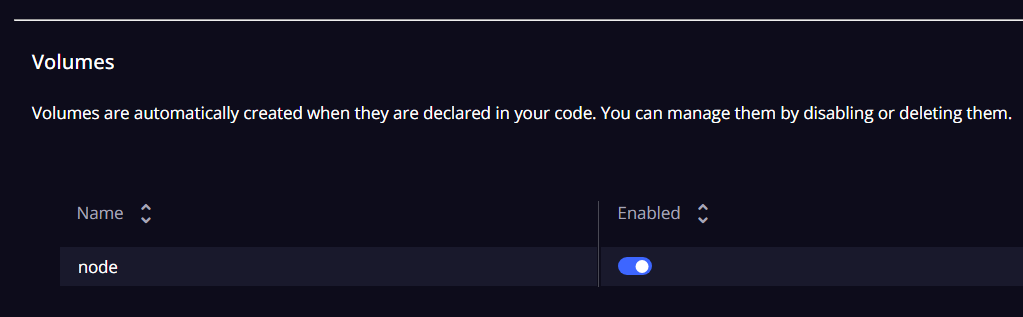 Volumes
Volumes are automatically created when they are declared in your code. You can manage them by disabling or deleting them.
Name Enabled
node